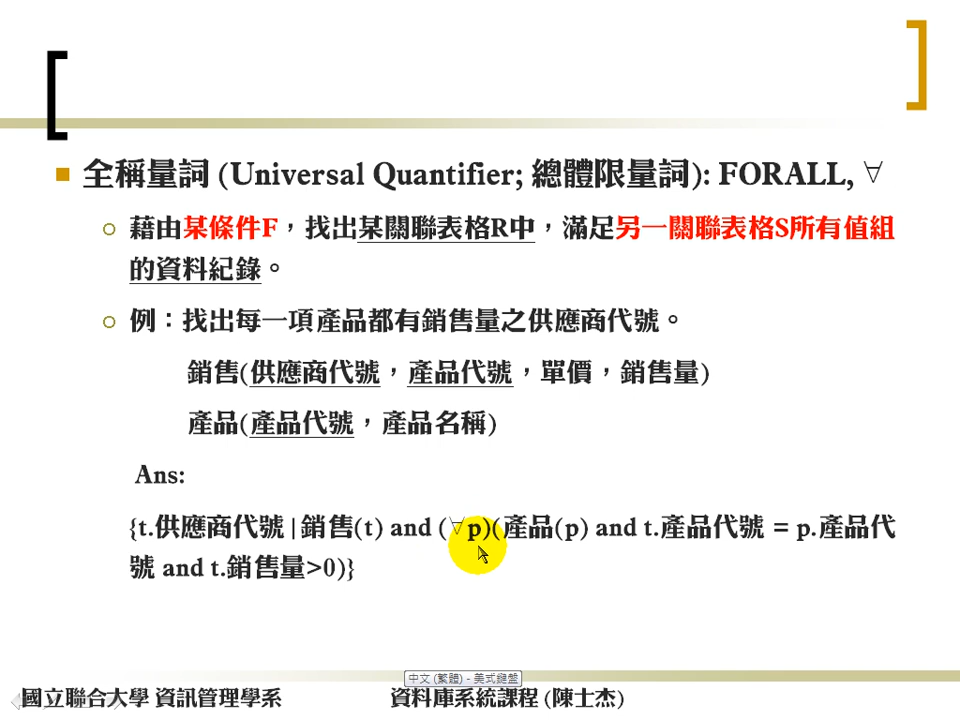 全稱量詞 (Universal Quantifier; 總體限量詞): FORALL, ∀
藉由某條件F，找出某關聯表格R中，滿足另一關聯表格S所有值組
的資料紀錄。
例：找出每一項產品都有銷售量之供應商代號。
銷售(供應商代號，產品代號，單價，銷售量)
產品(產品代號，產品名稱)
Ans:
{t.供應商代號|銷售(t) and (∀p)(產品(p) and t.產品代號 = p.產品代
號 and t.銷售量>0)}
中文 (繁體) - 美式鍵盤
國立聯合大學 資訊管理學系 資料庫系統課程 (陳士杰)